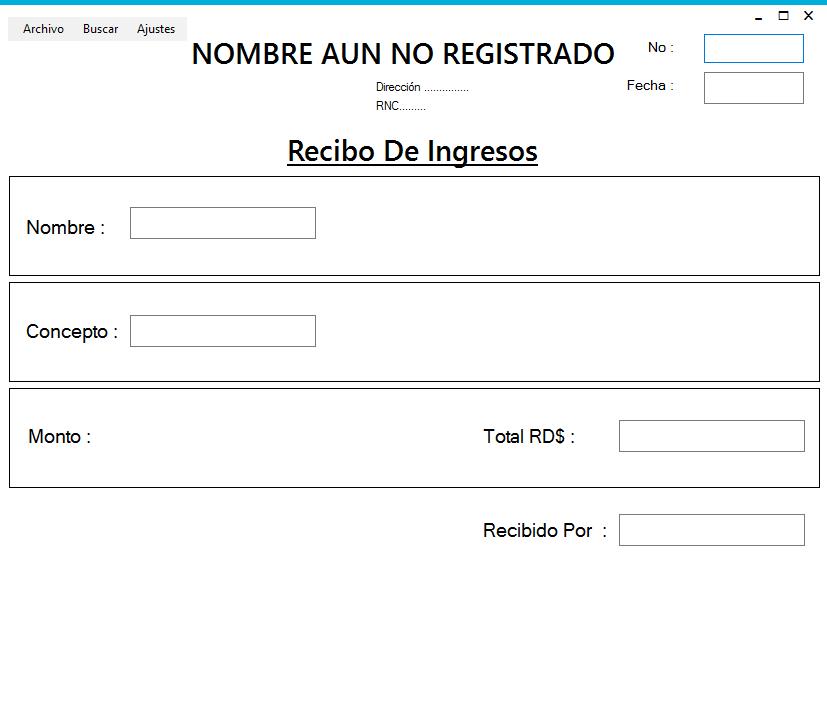 Archivo Buscar Ajustes
NOMBRE AUN NO REGISTRADO
No :
Dirección ...............
Fecha :
RNC.........
Recibo De Ingresos
Nombre :
Concepto :
Monto : Total RD$ :
Recibido Por :